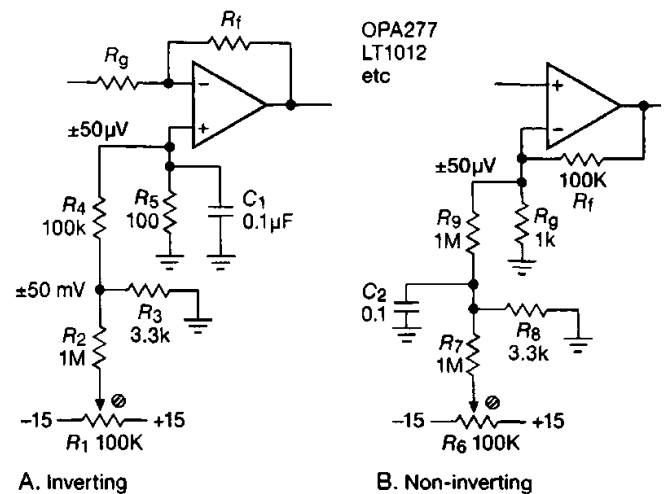 Rf
Rg
−
+
±50µV
R4
100k
R5
100
C1
0.1µF
±50 mV
R3
3.3k
R2
1M
−15
+15
R1 100K
A. Inverting
OPA277
LT1012
etc
+
−
±50µV
100K
Rf
R9
1M
Rg
1k
C2
0.1
R8
3.3k
R7
1M
−15
+15
R6 100K
B. Non-inverting